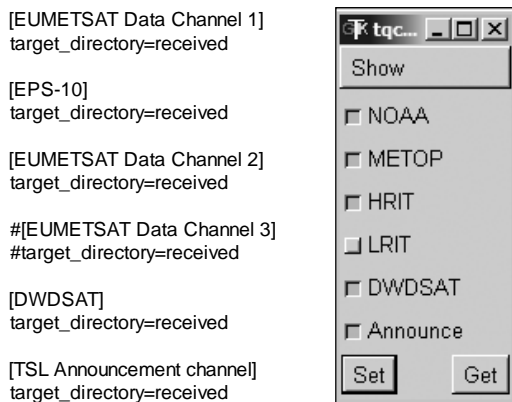 [EUMETSAT Data Channel 1]
target_directory=received
[EPS-10]
target_directory=received
[EUMETSAT Data Channel 2]
target_directory=received
#[EUMETSAT Data Channel 3]
#target_directory=received
[DWDSAT]
target_directory=received
[TSL Announcement channel]
target_directory=received
tqc...
Show
NOAA
METOP
HRIT
LRIT
DWDSAT
Announce
Set Get